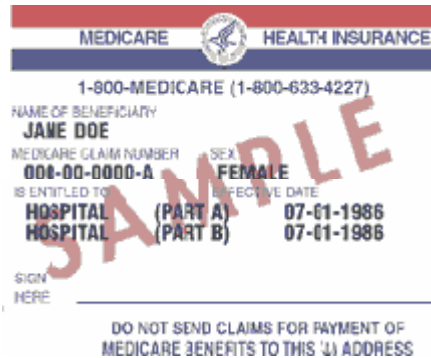 MEDICARE HEALTH INSURANCE
1-800-MEDICARE (1-800-633-4227)
NAME OF BENEFICIARY
JANE DOE
MEDICARE CLAIM NUMBER SEX
000-00-0000-A FEMALE
IS ENTITLED TO EFFECTIVE DATE
HOSPITAL (PART A) 07-01-1986
HOSPITAL (PART B) 07-01-1986
SAMPLE
SIGN
HERE
DO NOT SEND CLAIMS FOR PAYMENT OF
MEDICARE BENEFITS TO THIS ADDRESS